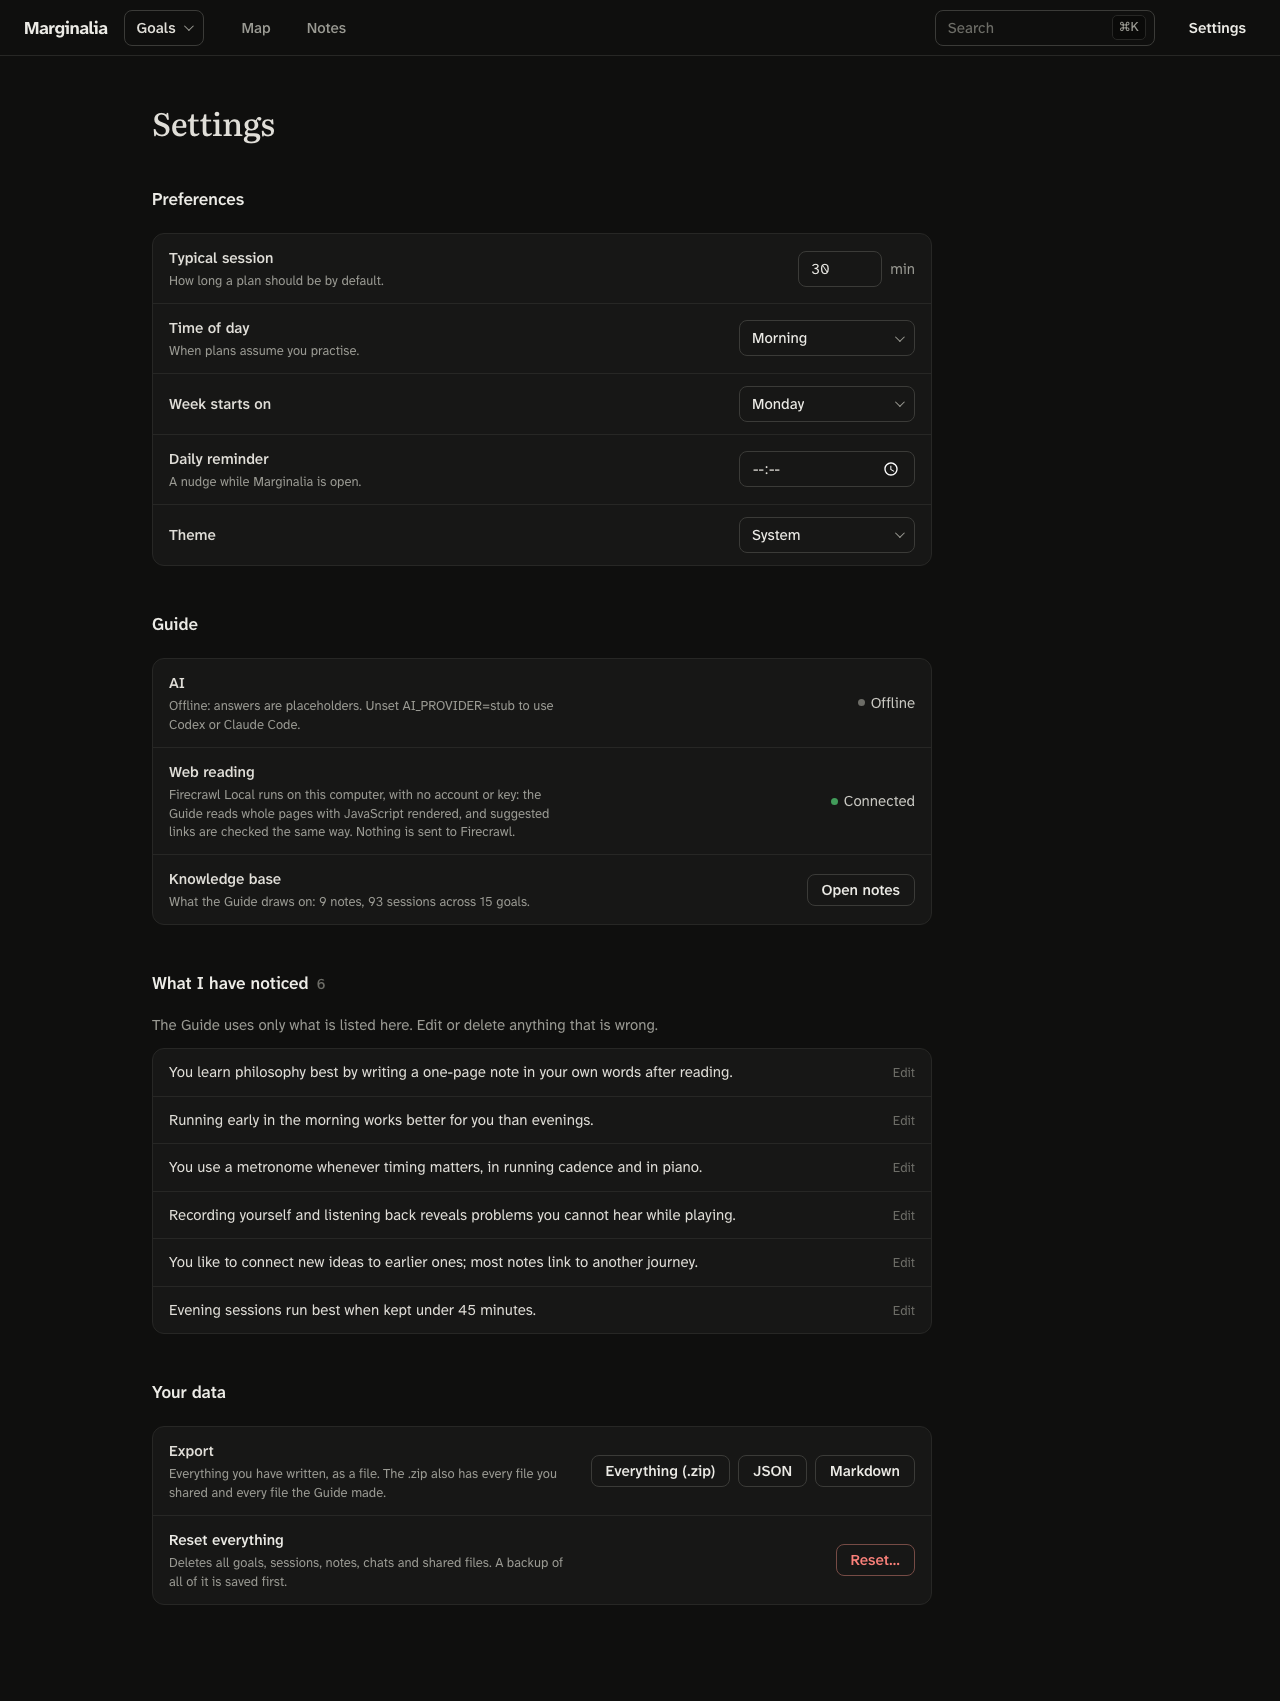 Marginalia
Goals
Map
Notes
Search
⌘K
Settings
Settings
Preferences
Typical session
How long a plan should be by default.
30
min
Time of day
When plans assume you practise.
Morning
Week starts on
Monday
Daily reminder
A nudge while Marginalia is open.
--:--
Theme
System
Guide
AI
Offline: answers are placeholders. Unset AI_PROVIDER=stub to use
Codex or Claude Code.
Offline
Web reading
Firecrawl Local runs on this computer, with no account or key: the
Guide reads whole pages with JavaScript rendered, and suggested
links are checked the same way. Nothing is sent to Firecrawl.
Connected
Knowledge base
What the Guide draws on: 9 notes, 93 sessions across 15 goals.
Open notes
What I have noticed 6
The Guide uses only what is listed here. Edit or delete anything that is wrong.
You learn philosophy best by writing a one-page note in your own words after reading.
Edit
Running early in the morning works better for you than evenings.
Edit
You use a metronome whenever timing matters, in running cadence and in piano.
Edit
Recording yourself and listening back reveals problems you cannot hear while playing.
Edit
You like to connect new ideas to earlier ones; most notes link to another journey.
Edit
Evening sessions run best when kept under 45 minutes.
Edit
Your data
Export
Everything you have written, as a file. The .zip also has every file you
shared and every file the Guide made.
Everything (.zip)
JSON
Markdown
Reset everything
Deletes all goals, sessions, notes, chats and shared files. A backup of
all of it is saved first.
Reset…